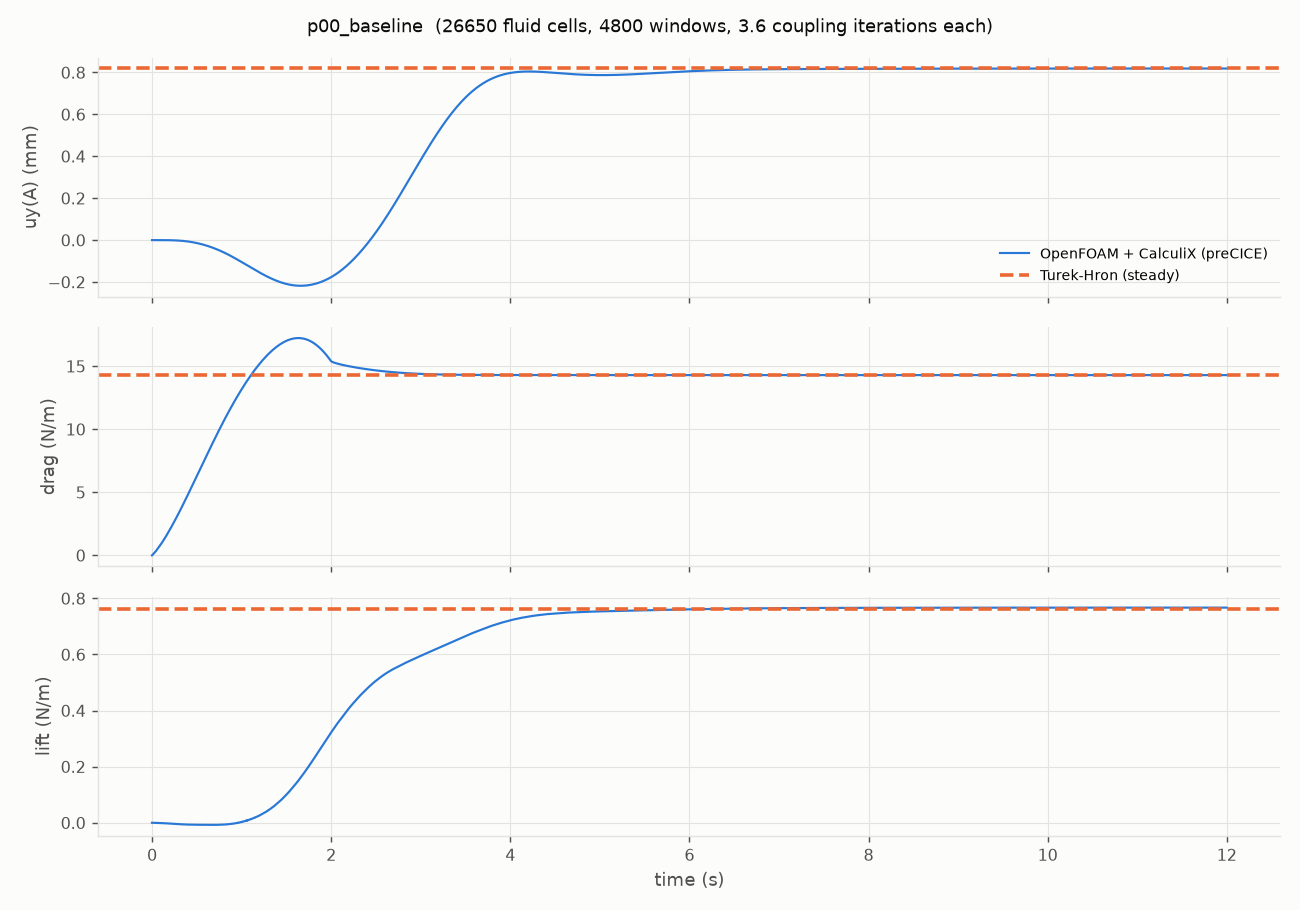 p00_baseline  (26650 fluid cells, 4800 windows, 3.6 coupling iterations each)
uy(A) (mm)
0.8
0.6
0.4
0.2
0.0
−0.2
OpenFOAM + CalculiX (preCICE)
Turek-Hron (steady)
drag (N/m)
15
10
5
0
lift (N/m)
0.8
0.6
0.4
0.2
0.0
0 2 4 6 8 10 12
time (s)